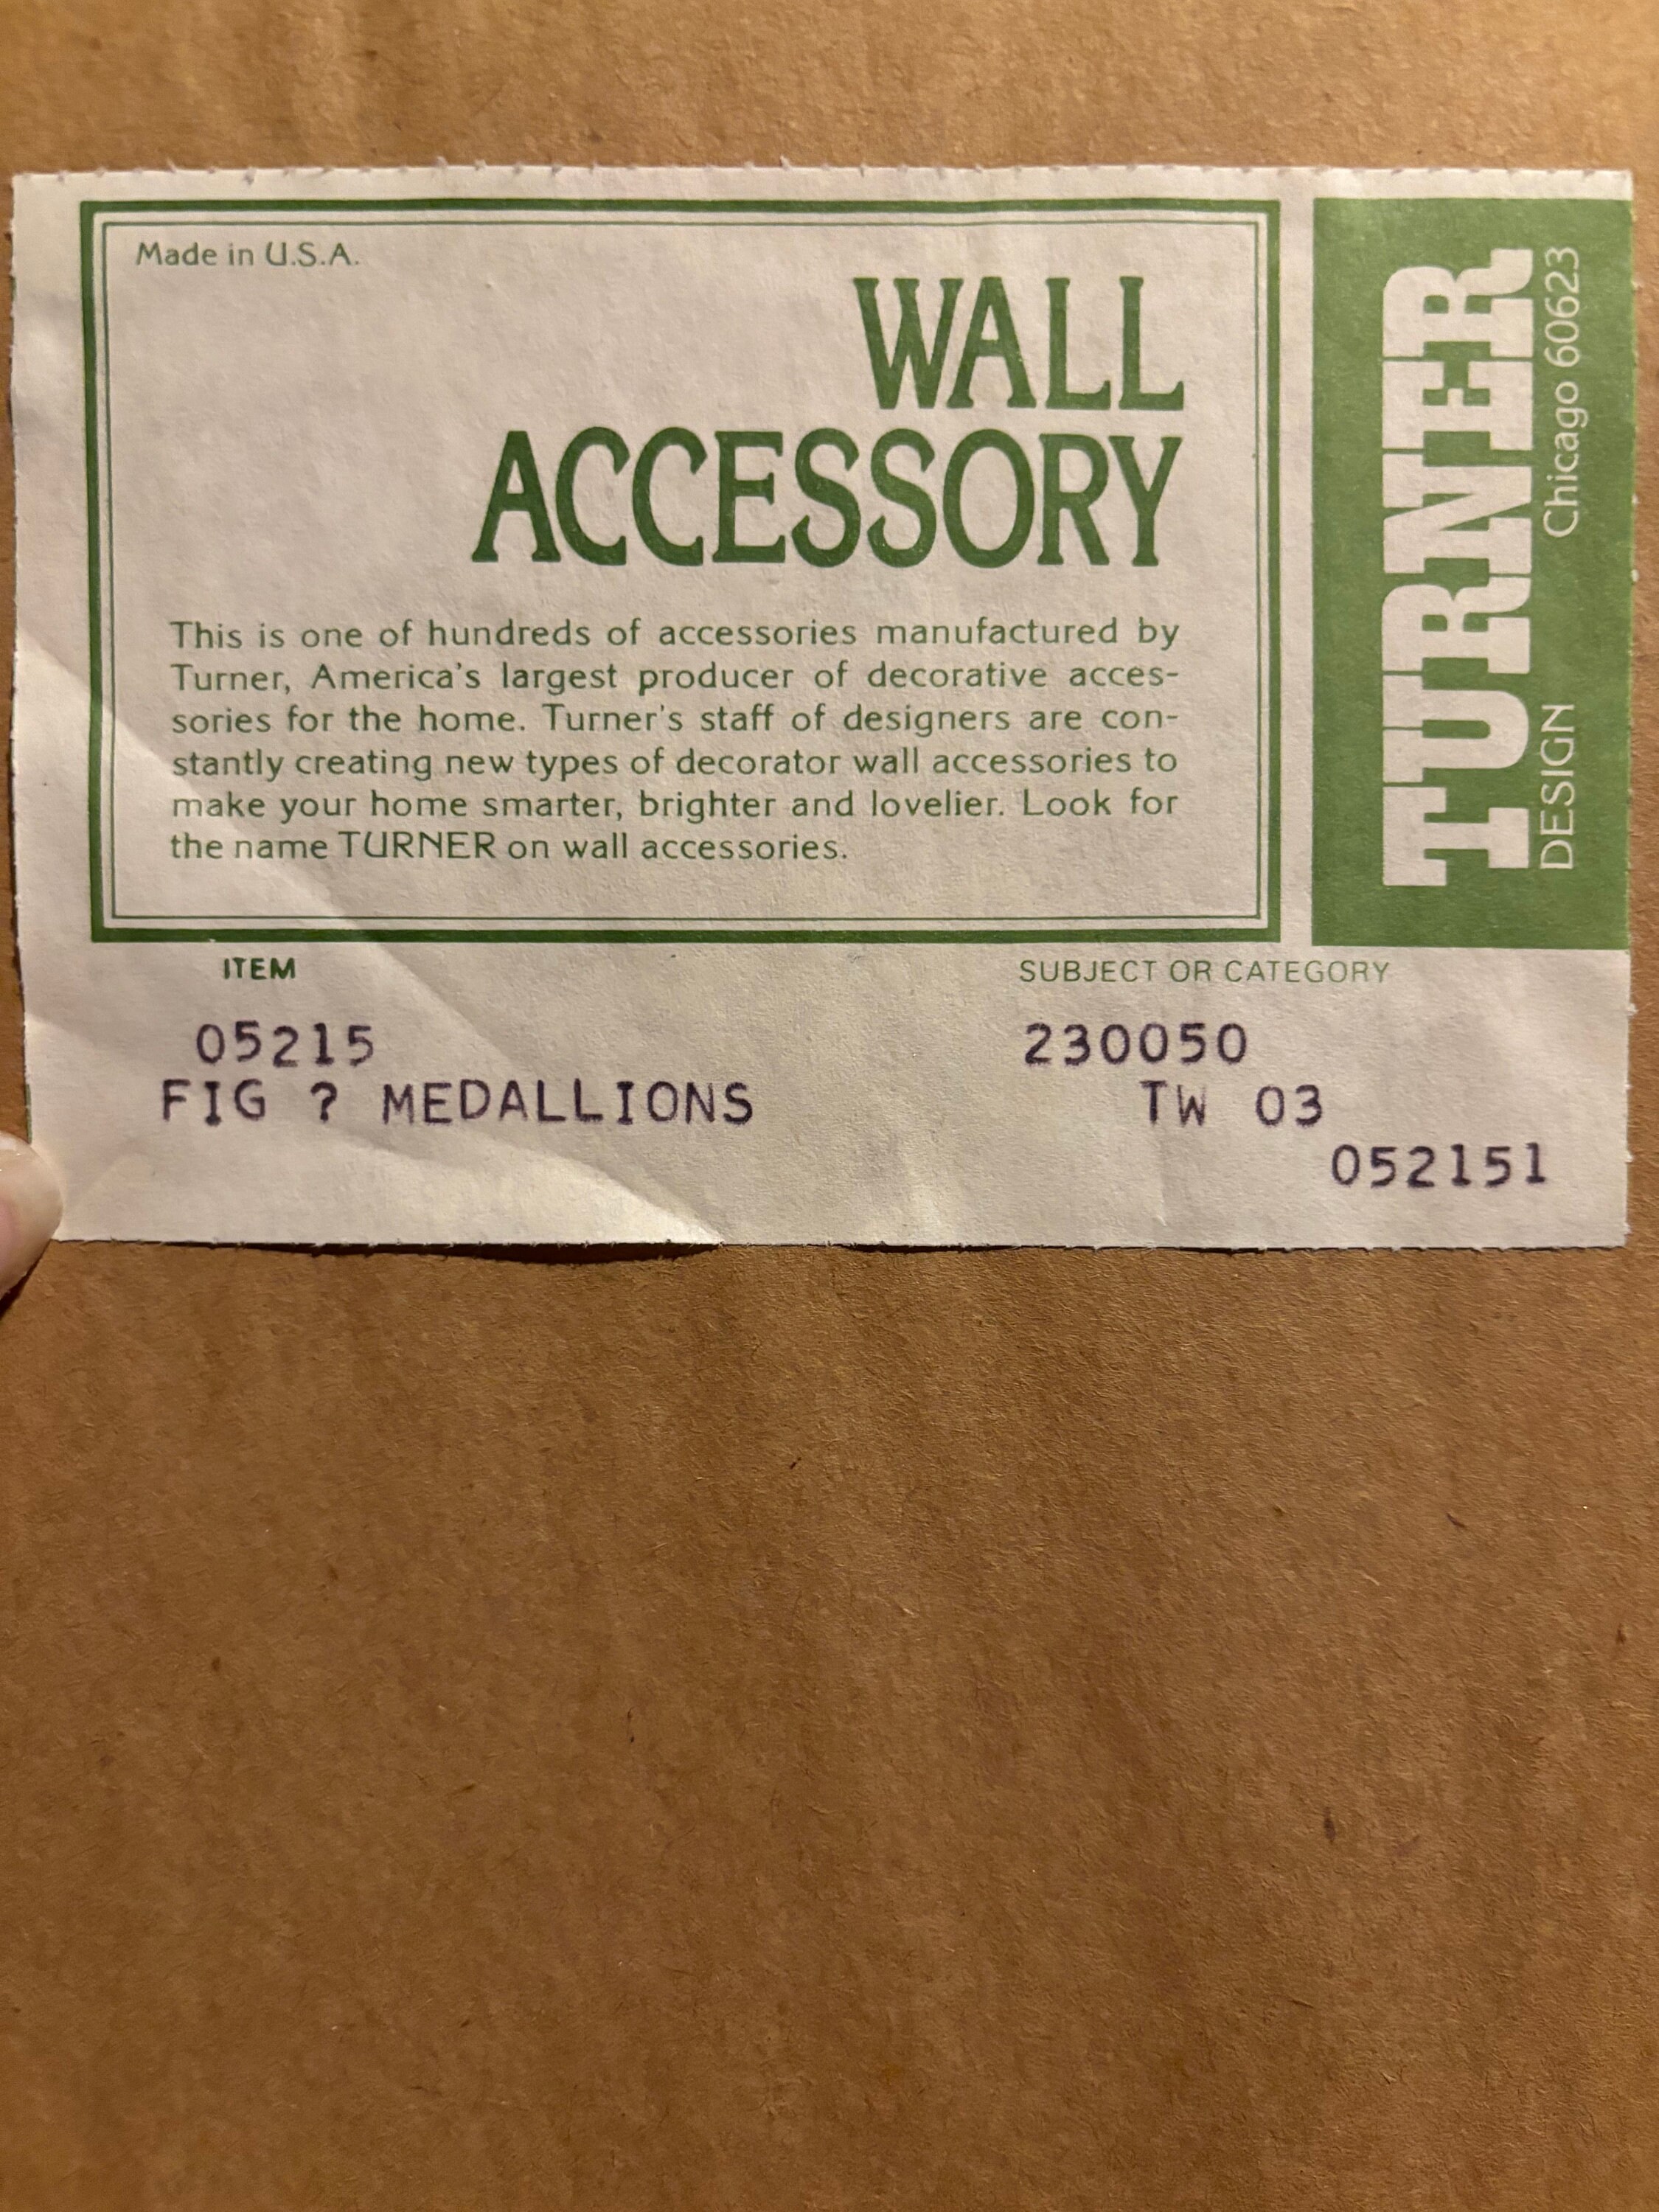 Made in U.S.A.
WALL
ACCESSORY
This is one of hundreds of accessories manufactured by
Turner, America's largest producer of decorative acces-
sories for the home. Turner's staff of designers are con-
stantly creating new types of decorator wall accessories to
make your home smarter, brighter and lovelier. Look for
the name TURNER on wall accessories.
TURNER
DESIGN Chicago 60623
ITEM SUBJECT OR CATEGORY
05215 230050
FIG ? MEDALLIONS TW 03
052151